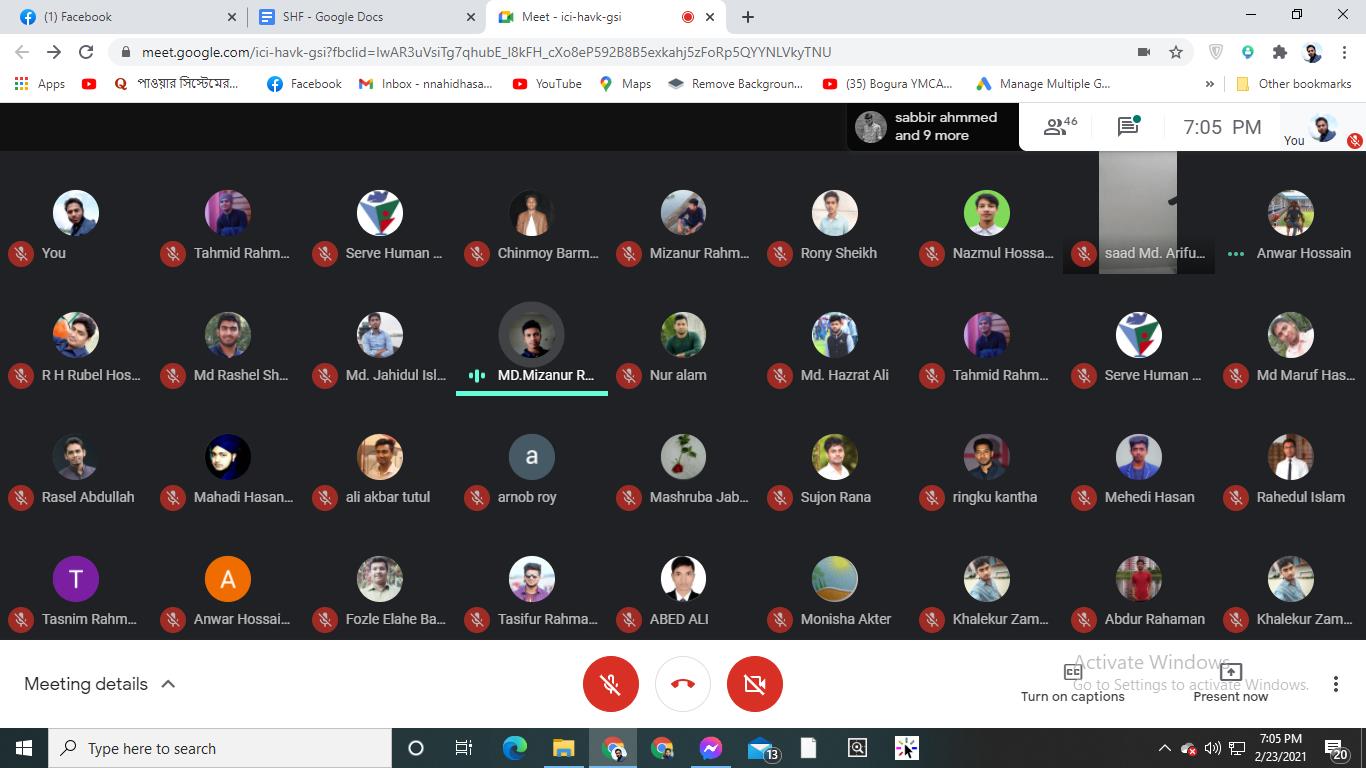 (1) Facebook
SHF - Google Docs
Meet - ici-havk-gsi
meet.google.com/ici-havk-gsi?fbclid=IwAR3uVsiTg7qhubE_l8kFH_cXo8eP592B8B5exkahj5zFoRp5QYYNLVkyTNU
Apps
পাওয়ার সিস্টেমের...
Facebook
Inbox - nnahidhasa...
YouTube
Maps
Remove Backgroun...
(35) Bogura YMCA...
Manage Multiple G...
»
Other bookmarks
sabbir ahmmed
and 9 more
46
7:05 PM
You
You
Tahmid Rahm...
Serve Human ...
Chinmoy Barm...
Mizanur Rahm...
Rony Sheikh
Nazmul Hossa...
saad Md. Arifu...
Anwar Hossain
R H Rubel Hos...
Md Rashel Sh...
Md. Jahidul Isl...
MD.Mizanur R...
Nur alam
Md. Hazrat Ali
Tahmid Rahm...
Serve Human ...
Md Maruf Has...
a
Rasel Abdullah
Mahadi Hasan...
ali akbar tutul
arnob roy
Mashruba Jab...
Sujon Rana
ringku kantha
Mehedi Hasan
Rahedul Islam
T
A
Tasnim Rahm...
Anwar Hossai...
Fozle Elahe Ba...
Tasifur Rahma...
ABED ALI
Monisha Akter
Khalekur Zam...
Abdur Rahaman
Khalekur Zam...
Meeting details
CC
Turn on captions
Present now
Activate Windows
Go to Settings to activate Windows.
Type here to search
13
7:05 PM
2/23/2021
20